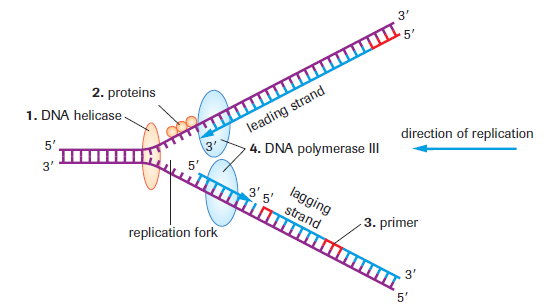 3′
5′
2. proteins
1. DNA helicase
leading strand
direction of replication
3′
4. DNA polymerase III
5′
3′
5′
3′
5′
lagging
strand
3. primer
replication fork
3′
5′